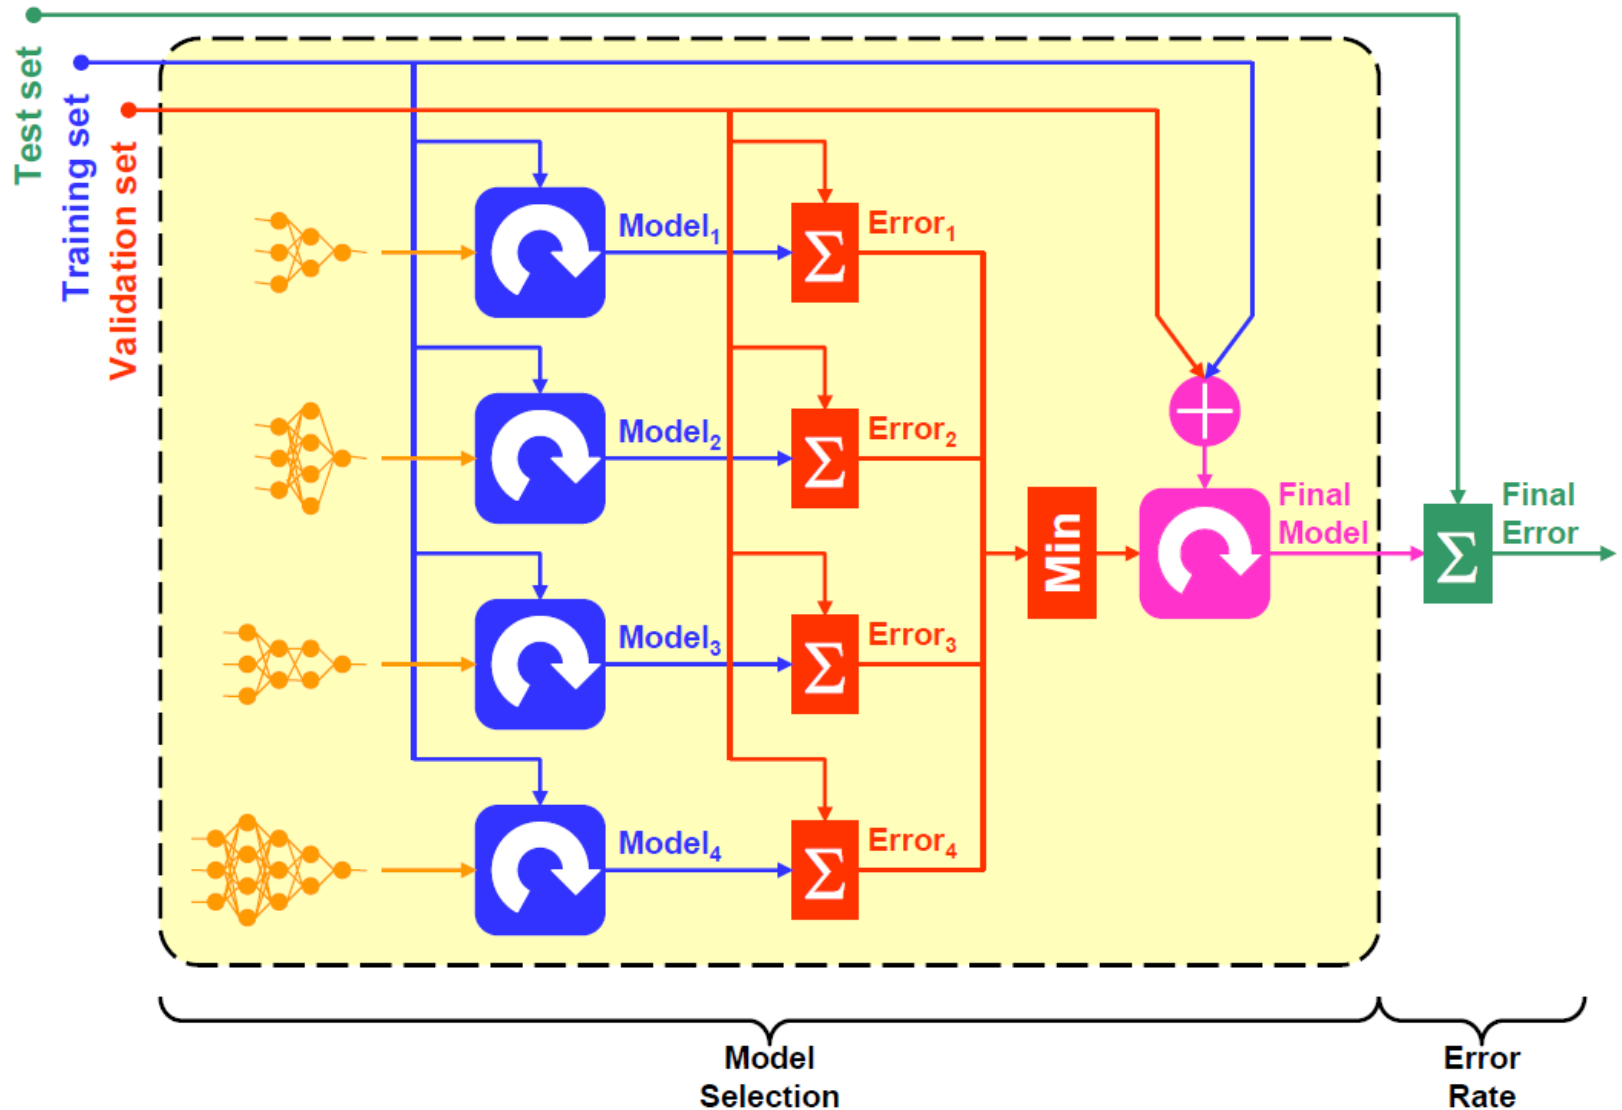 Test set
Training set
Validation set
Model1
Σ
Error1
Model2
Σ
Error2
Model3
Σ
Error3
Model4
Σ
Error4
Min
Final
Model
Σ
Final
Error
Model
Selection
Error
Rate